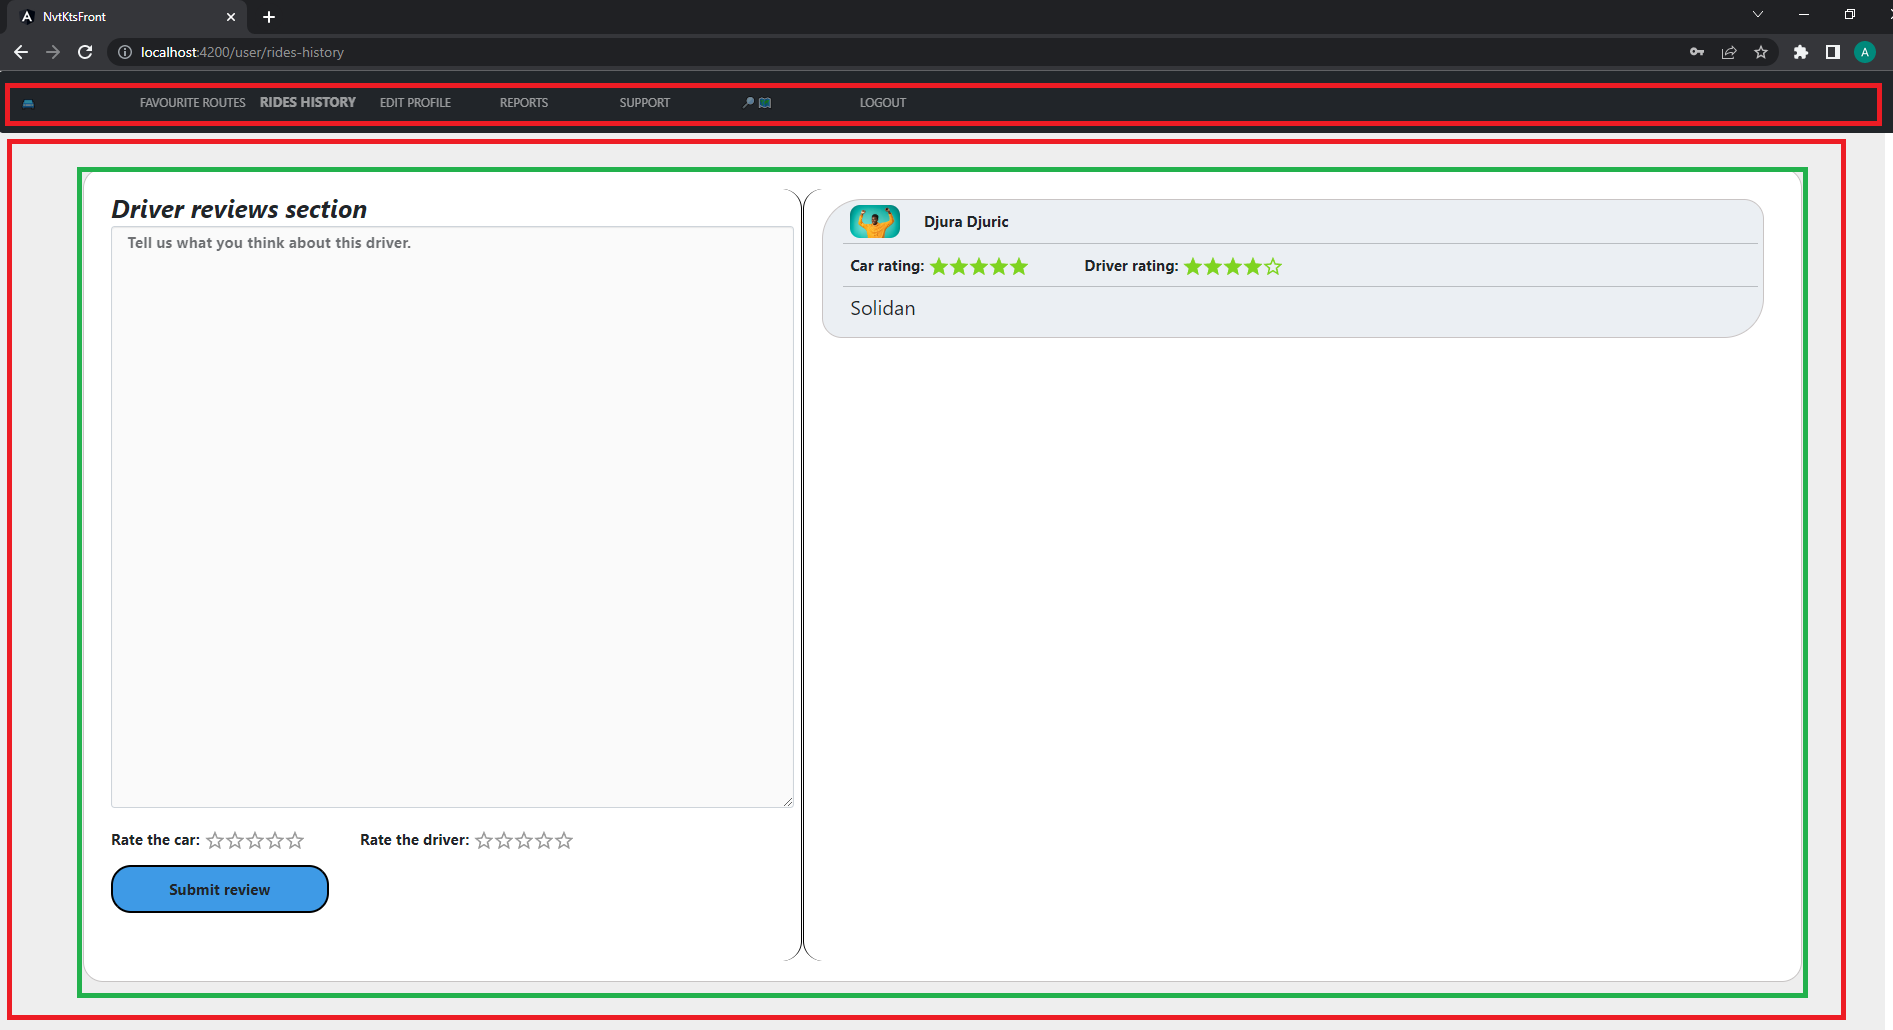 NvtKtsFront
localhost:4200/user/rides-history
A
FAVOURITE ROUTES RIDES HISTORY EDIT PROFILE REPORTS SUPPORT LOGOUT
Driver reviews section
Tell us what you think about this driver.
Rate the car: Rate the driver:
Submit review
Djura Djuric
Car rating: Driver rating:
Solidan